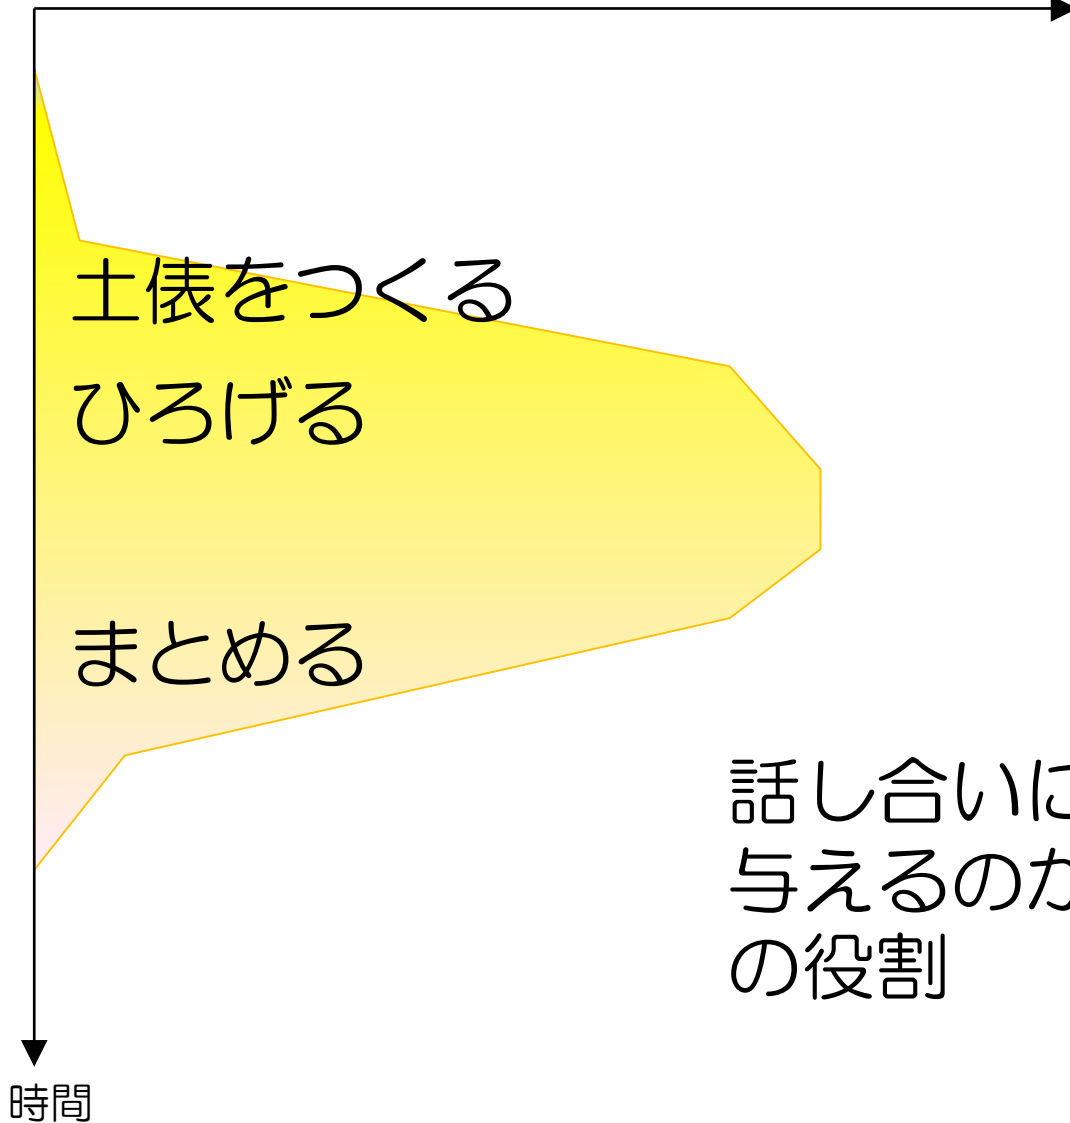 土俵をつくる
ひろげる
まとめる
話し合いに
与えるのが
の役割
時間